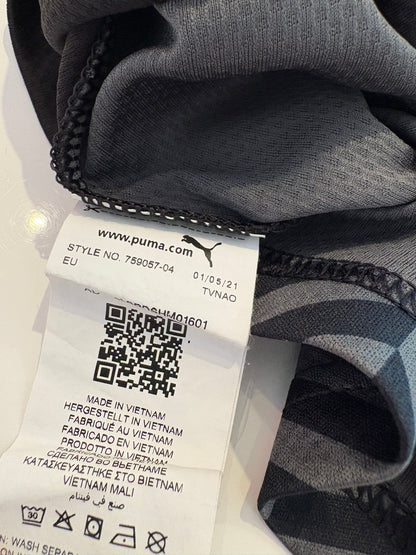 www.puma.com
STYLE NO. 759057-04 01/05/21
EU TVNAO
MADE IN VIETNAM
HERGESTELLT IN VIETNAM
FABRIQUÉ AU VIETNAM
FABRICADO EN VIETNAM
PRODOTTO IN VIETNAM
СДЕЛАНО ВО ВЬЕТНАМЕ
ΚΑΤΑΣΚΕΥΑΣΤΗΚΕ ΣΤΟ ΒΙΕΤΝΑΜ
VIETNAM MALI
صنع في فيتنام
30
WASH